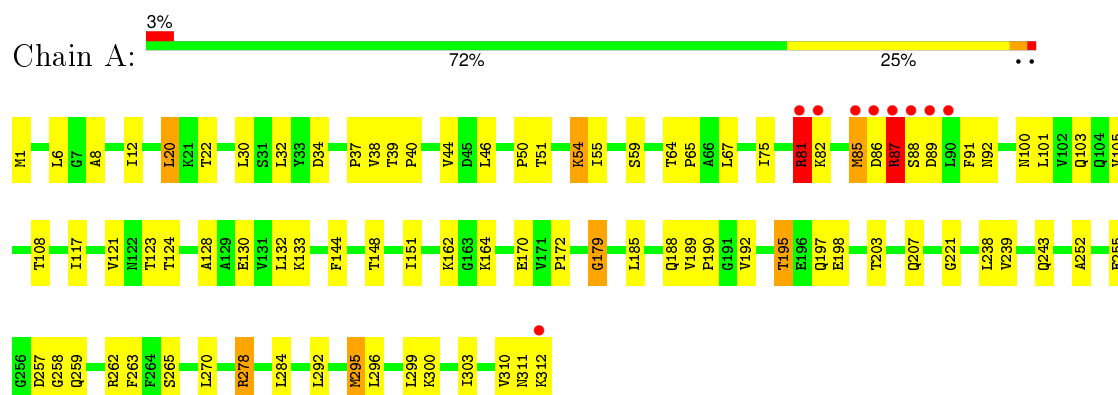 3%
Chain A:
72% 25% • •
M1 L6 G7 A8 I12 L20 K21 T22 L30 S31 L32 Y33 D34 P37 V38 T39 P40 V44 D45 L46 P50 T51 K54 I55 S59 T64 P65 A66 L67 I75 R81 K82 M85 D86 R87 S88 D89 L90 F91 N92 N100 L101 V102 Q103 Q104 V105
T108 I117 V121 N122 T123 T124 A128 A129 E130 V131 L132 K133 F144 T148 I151 K162 G163 K164 E170 V171 P172 G179 L185 Q188 V189 P190 G191 V192 T195 E196 Q197 E198 T203 Q207 G221 L238 V239 Q243 A252
G256 D257 G258 Q259 R262 F263 F264 S265 L270 R278 L284 L292 M295 L296 L299 K300 I303 V310 N311 K312